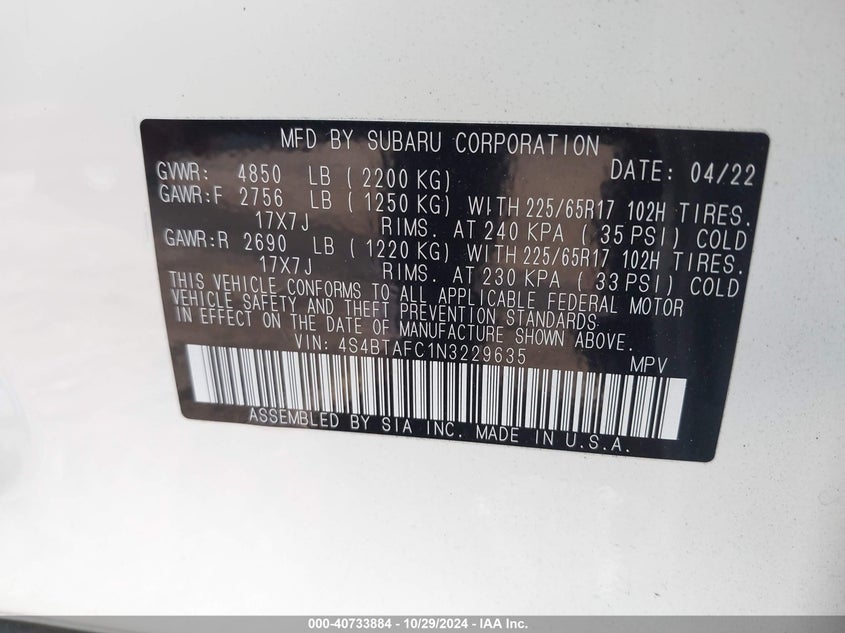 MFD BY SUBARU CORPORATION
DATE: 04/22
GVWR: 4850 LB ( 2200 KG)
GAWR:F 2756 LB ( 1250 KG) WITH 225/65R17 102H TIRES.
17X7J RIMS. AT 240 KPA ( 35 PSI) COLD
GAWR:R 2690 LB ( 1220 KG) WITH 225/65R17 102H TIRES.
17X7J RIMS. AT 230 KPA ( 33 PSI) COLD
THIS VEHICLE CONFORMS TO ALL APPLICABLE FEDERAL MOTOR
VEHICLE SAFETY AND THEFT PREVENTION STANDARDS
IN EFFECT ON THE DATE OF MANUFACTURE SHOWN ABOVE.
VIN: 4S4BTAFC1N3229635
MPV
ASSEMBLED BY SIA INC. MADE IN U.S.A.
000-40733884 - 10/29/2024 - IAA Inc.